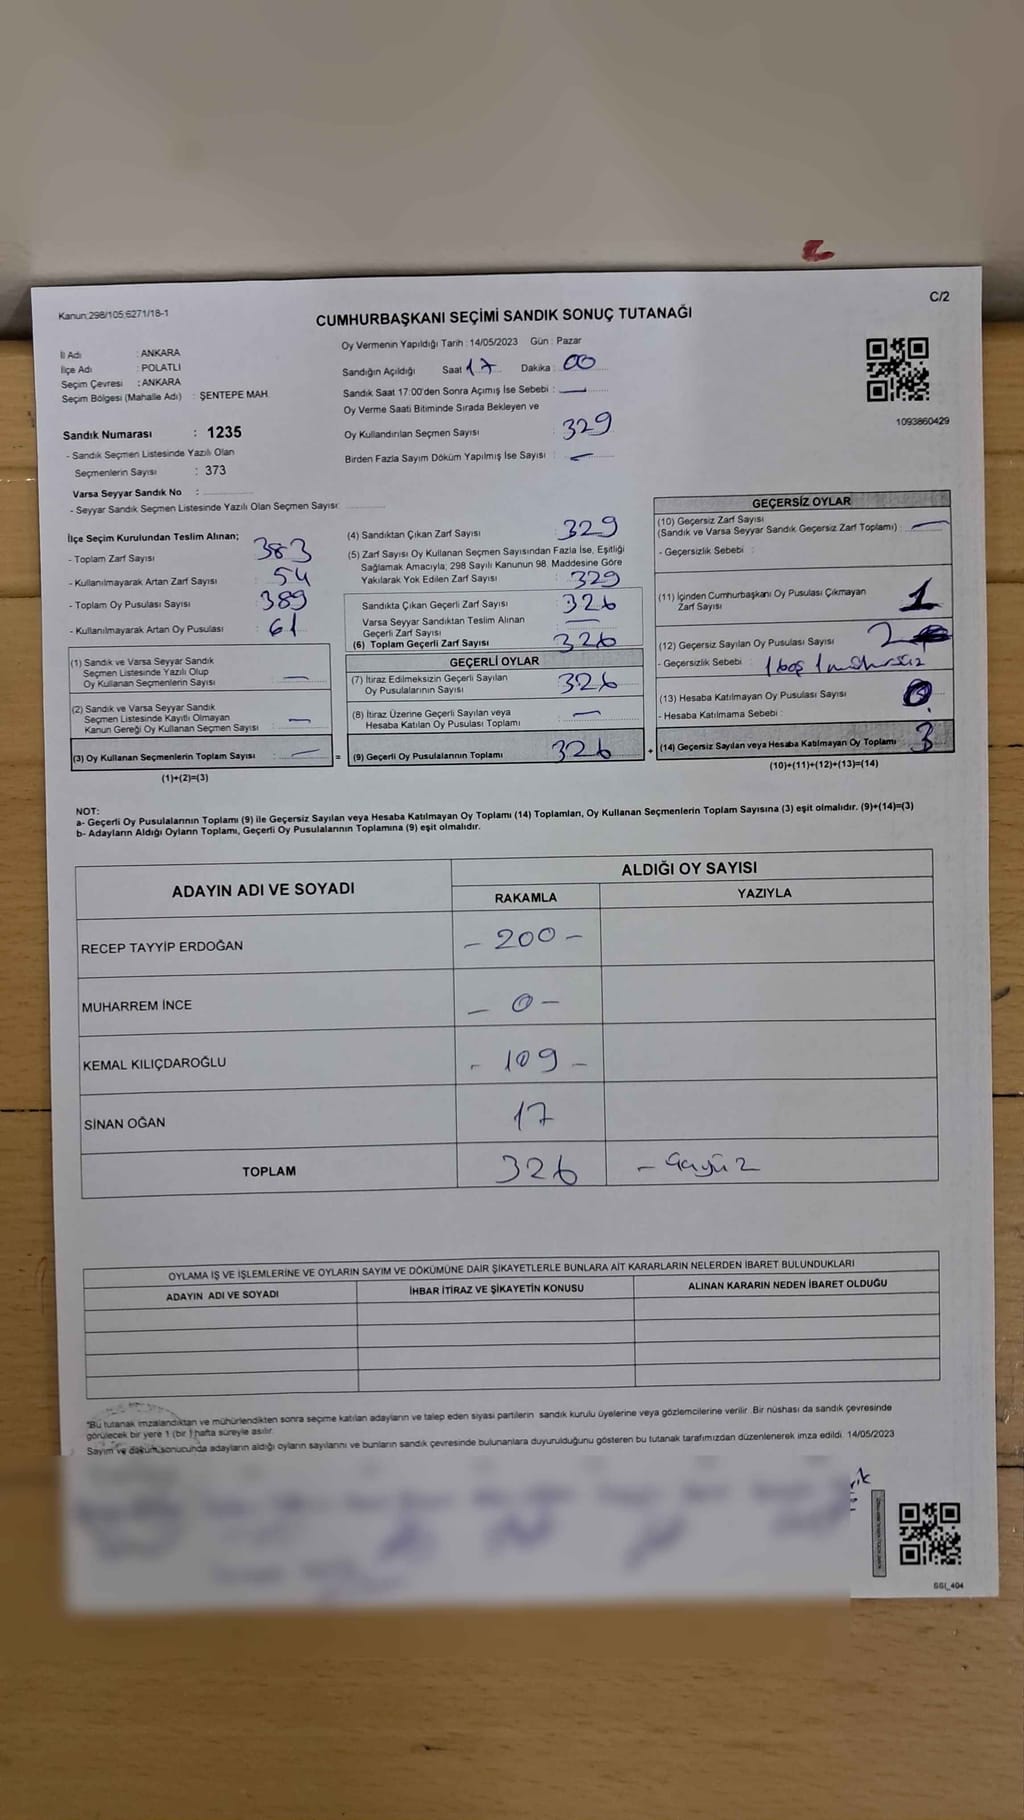 C/2
Kanun:298/105;6271/18-1
CUMHURBAŞKANI SEÇİMİ SANDIK SONUÇ TUTANAĞI
İl Adı : ANKARA
İlçe Adı : POLATLI
Seçim Çevresi : ANKARA
Seçim Bölgesi (Mahalle Adı) : ŞENTEPE MAH.
Oy Vermenin Yapıldığı Tarih : 14/05/2023 Gün : Pazar
Sandığın Açıldığı Saat 17 Dakika : 00
Sandık Saat 17:00'den Sonra Açımış İse Sebebi : —
Oy Verme Saati Bitiminde Sırada Bekleyen ve
Oy Kullandırılan Seçmen Sayısı : 329
Birden Fazla Sayım Döküm Yapılmış İse Sayısı : —
1093860429
Sandık Numarası : 1235
- Sandık Seçmen Listesinde Yazılı Olan
Seçmenlerin Sayısı : 373
Varsa Seyyar Sandık No :
- Seyyar Sandık Seçmen Listesinde Yazılı Olan Seçmen Sayısı:
İlçe Seçim Kurulundan Teslim Alınan;
- Toplam Zarf Sayısı : 383
- Kullanılmayarak Artan Zarf Sayısı : 54
- Toplam Oy Pusulası Sayısı : 389
- Kullanılmayarak Artan Oy Pusulası : 61
(1) Sandık ve Varsa Seyyar Sandık
Seçmen Listesinde Yazılı Olup
Oy Kullanan Seçmenlerin Sayısı : —
(2) Sandık ve Varsa Seyyar Sandık
Seçmen Listesinde Kayıtlı Olmayan
Kanun Gereği Oy Kullanan Seçmen Sayısı : —
(3) Oy Kullanan Seçmenlerin Toplam Sayısı : —
(1)+(2)=(3)
=
(4) Sandıktan Çıkan Zarf Sayısı : 329
(5) Zarf Sayısı Oy Kullanan Seçmen Sayısından Fazla İse, Eşitliği
Sağlamak Amacıyla; 298 Sayılı Kanunun 98. Maddesine Göre
Yakılarak Yok Edilen Zarf Sayısı : 329
Sandıkta Çıkan Geçerli Zarf Sayısı : 326
Varsa Seyyar Sandıktan Teslim Alınan
Geçerli Zarf Sayısı : —
(6) Toplam Geçerli Zarf Sayısı : 326
GEÇERLİ OYLAR
(7) İtiraz Edilmeksizin Geçerli Sayılan
Oy Pusulalarının Sayısı : 326
(8) İtiraz Üzerine Geçerli Sayılan veya
Hesaba Katılan Oy Pusulası Toplamı : —
(9) Geçerli Oy Pusulalarının Toplamı : 326
+
GEÇERSİZ OYLAR
(10) Geçersiz Zarf Sayısı
(Sandık ve Varsa Seyyar Sandık Geçersiz Zarf Toplamı) : —
- Geçersizlik Sebebi :
(11) İçinden Cumhurbaşkanı Oy Pusulası Çıkmayan
Zarf Sayısı : 1
(12) Geçersiz Sayılan Oy Pusulası Sayısı : 2
- Geçersizlik Sebebi : 1 boş 1 mühürsüz
(13) Hesaba Katılmayan Oy Pusulası Sayısı : 0
- Hesaba Katılmama Sebebi :
(14) Geçersiz Sayılan veya Hesaba Katılmayan Oy Toplamı : 3
(10)+(11)+(12)+(13)=(14)
NOT:
a- Geçerli Oy Pusulalarının Toplamı (9) ile Geçersiz Sayılan veya Hesaba Katılmayan Oy Toplamı (14) Toplamları, Oy Kullanan Seçmenlerin Toplam Sayısına (3) eşit olmalıdır. (9)+(14)=(3)
b- Adayların Aldığı Oyların Toplamı, Geçerli Oy Pusulalarının Toplamına (9) eşit olmalıdır.
ADAYIN ADI VE SOYADI ALDIĞI OY SAYISI
RAKAMLA YAZIYLA
RECEP TAYYİP ERDOĞAN - 200 -
MUHARREM İNCE - 0 -
KEMAL KILIÇDAROĞLU - 109 -
SİNAN OĞAN 17
TOPLAM 326
OYLAMA İŞ VE İŞLEMLERİNE VE OYLARIN SAYIM VE DÖKÜMÜNE DAİR ŞİKAYETLERLE BUNLARA AİT KARARLARIN NELERDEN İBARET BULUNDUKLARI
ADAYIN ADI VE SOYADI İHBAR İTİRAZ VE ŞİKAYETİN KONUSU ALINAN KARARIN NEDEN İBARET OLDUĞU
"Bu tutanak imzalandıktan ve mühürlendikten sonra seçime katılan adayların ve talep eden siyasi partilerin sandık kurulu üyelerine veya gözlemcilerine verilir. Bir nüshası da sandık çevresinde
görülecek bir yere 1 (bir) hafta süreyle asılır.
Sayım ve döküm sonucunda adayların aldığı oyların sayılarını ve bunların sandık çevresinde bulunanlara duyurulduğunu gösteren bu tutanak tarafımızdan düzenlenerek imza edildi. 14/05/2023
SSI_404